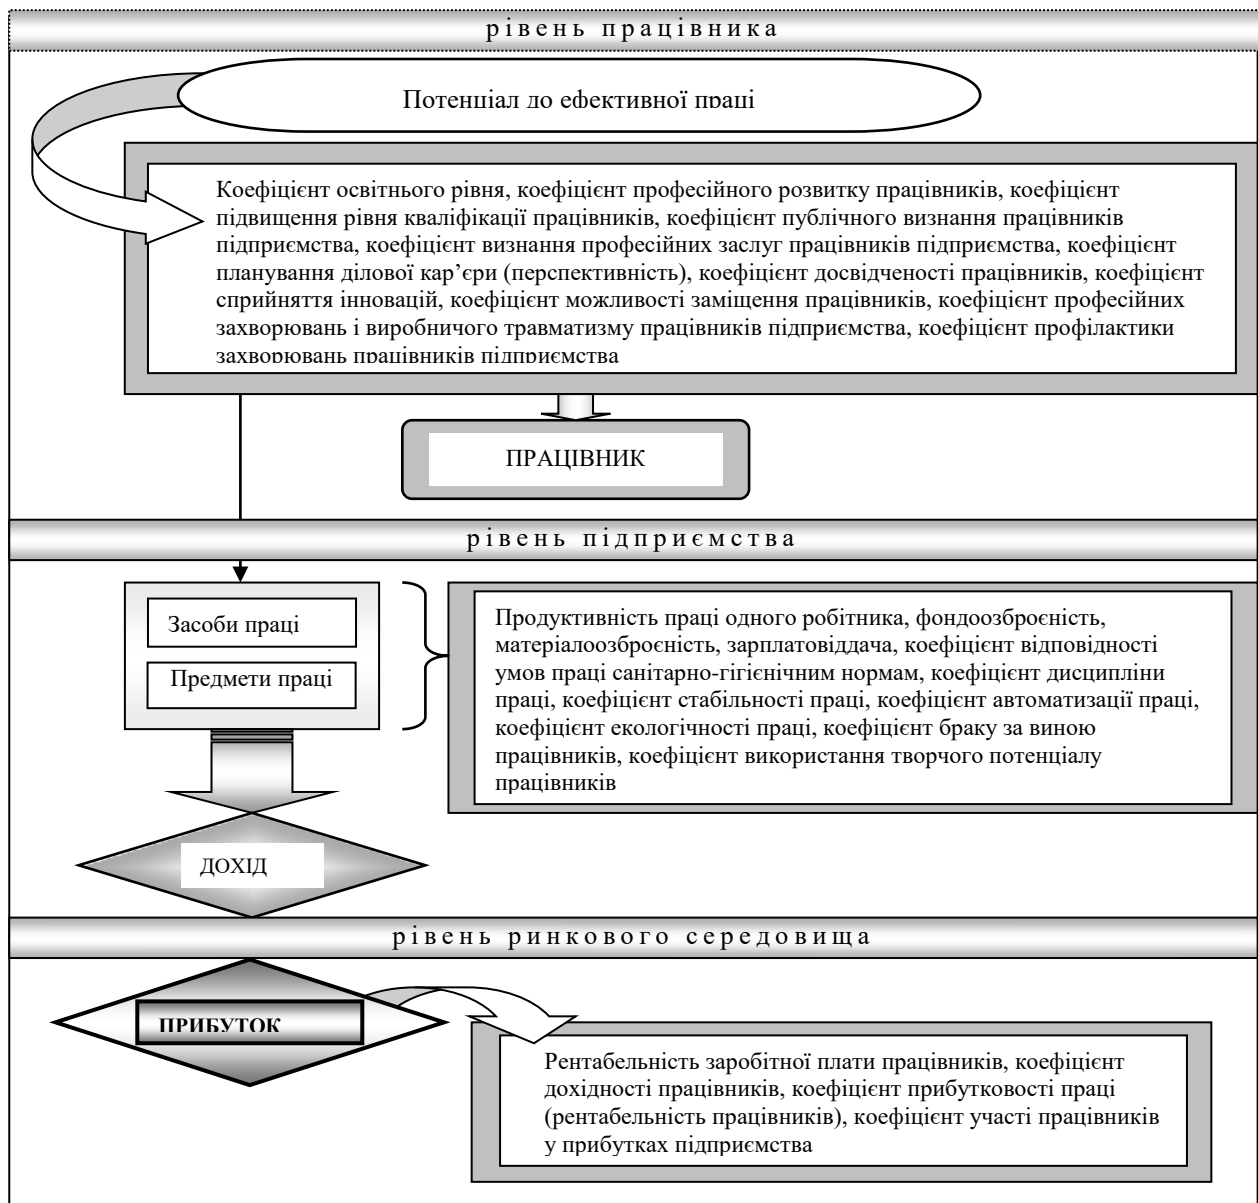 рівень працівника
Потенціал до ефективної праці
Коефіцієнт освітнього рівня, коефіцієнт професійного розвитку працівників, коефіцієнт
підвищення рівня кваліфікації працівників, коефіцієнт публічного визнання працівників
підприємства, коефіцієнт визнання професійних заслуг працівників підприємства, коефіцієнт
планування ділової кар’єри (перспективність), коефіцієнт досвідченості працівників, коефіцієнт
сприйняття інновацій, коефіцієнт можливості заміщення працівників, коефіцієнт професійних
захворювань і виробничого травматизму працівників підприємства, коефіцієнт профілактики
захворювань працівників підприємства
ПРАЦІВНИК
рівень підприємства
Засоби праці
Предмети праці
Продуктивність праці одного робітника, фондоозброєність,
матеріалоозброєність, зарплатовіддача, коефіцієнт відповідності
умов праці санітарно-гігієнічним нормам, коефіцієнт дисципліни
праці, коефіцієнт стабільності праці, коефіцієнт автоматизації праці,
коефіцієнт екологічності праці, коефіцієнт браку за виною
працівників, коефіцієнт використання творчого потенціалу
працівників
ДОХІД
рівень ринкового середовища
ПРИБУТОК
Рентабельність заробітної плати працівників, коефіцієнт
дохідності працівників, коефіцієнт прибутковості праці
(рентабельність працівників), коефіцієнт участі працівників
у прибутках підприємства